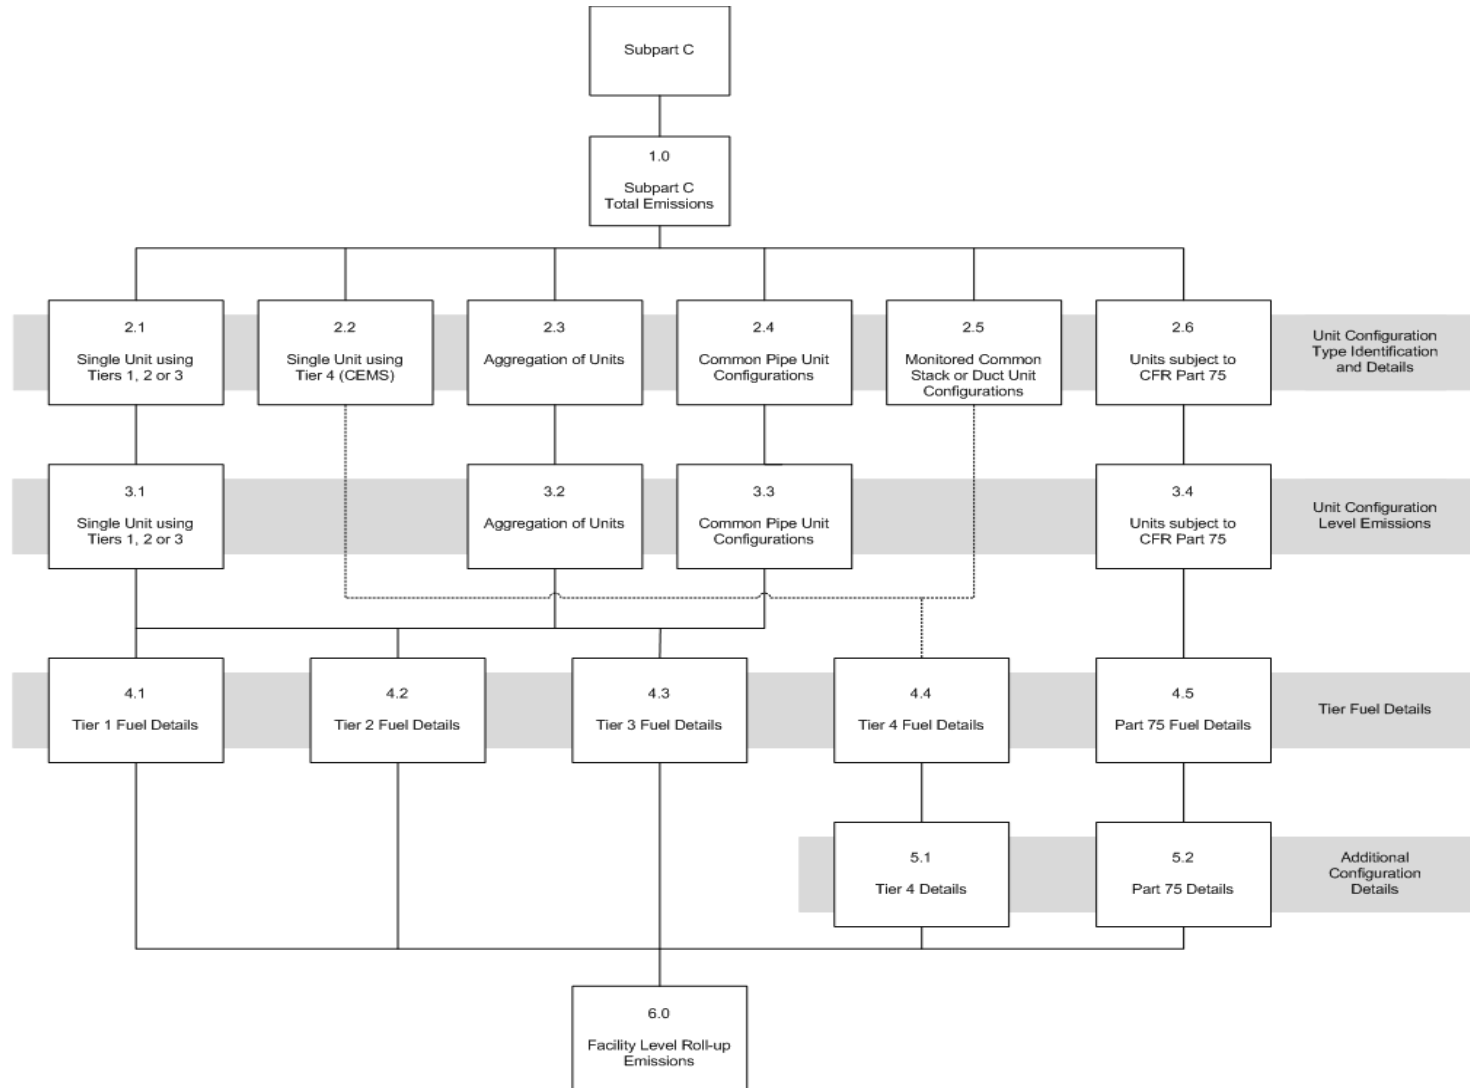 Subpart C
1.0
Subpart C
Total Emissions
2.1
Single Unit using
Tiers 1, 2 or 3
2.2
Single Unit using
Tier 4 (CEMS)
2.3
Aggregation of Units
2.4
Common Pipe Unit
Configurations
2.5
Monitored Common
Stack or Duct Unit
Configurations
2.6
Units subject to
CFR Part 75
Unit Configuration
Type Identification
and Details
3.1
Single Unit using
Tiers 1, 2 or 3
3.2
Aggregation of Units
3.3
Common Pipe Unit
Configurations
3.4
Units subject to
CFR Part 75
Unit Configuration
Level Emissions
4.1
Tier 1 Fuel Details
4.2
Tier 2 Fuel Details
4.3
Tier 3 Fuel Details
4.4
Tier 4 Fuel Details
4.5
Part 75 Fuel Details
Tier Fuel Details
5.1
Tier 4 Details
5.2
Part 75 Details
Additional
Configuration
Details
6.0
Facility Level Roll-up
Emissions